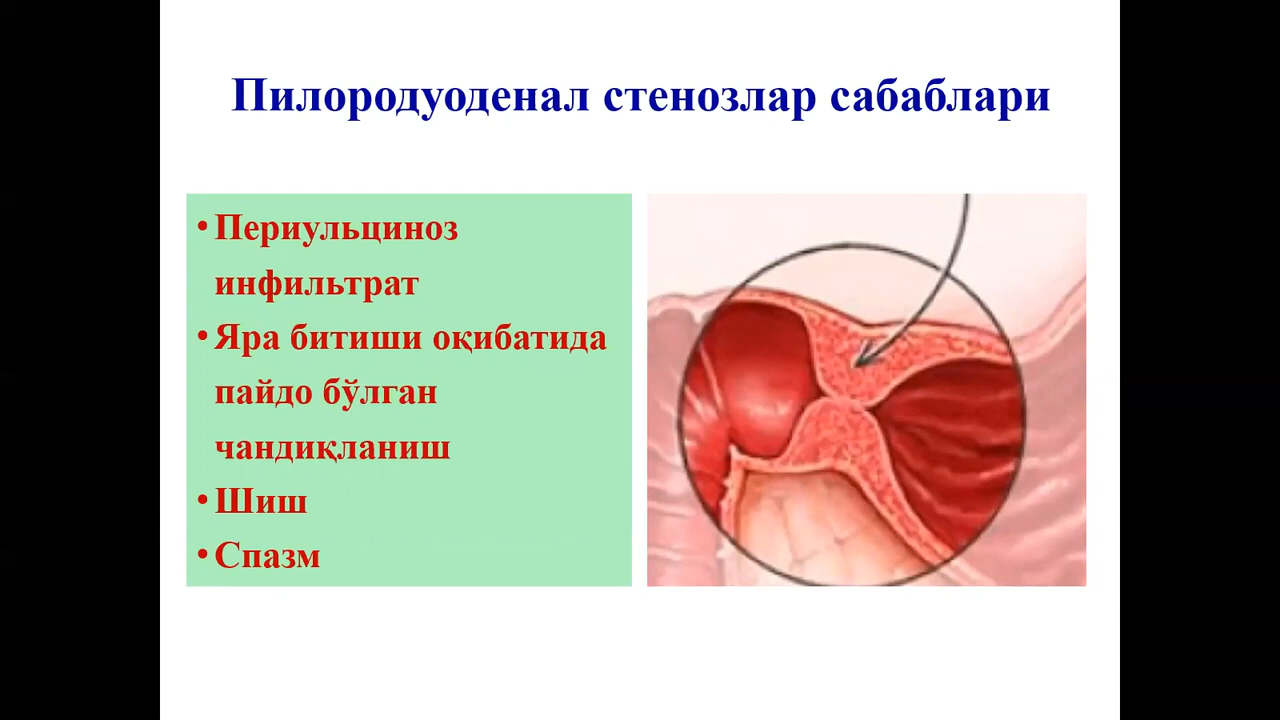 Пилородуоденал стенозлар сабаблари
•Периульциноз
инфильтрат
•Яра битиши оқибатида
пайдо бўлган
чандиқланиш
•Шиш
•Спазм